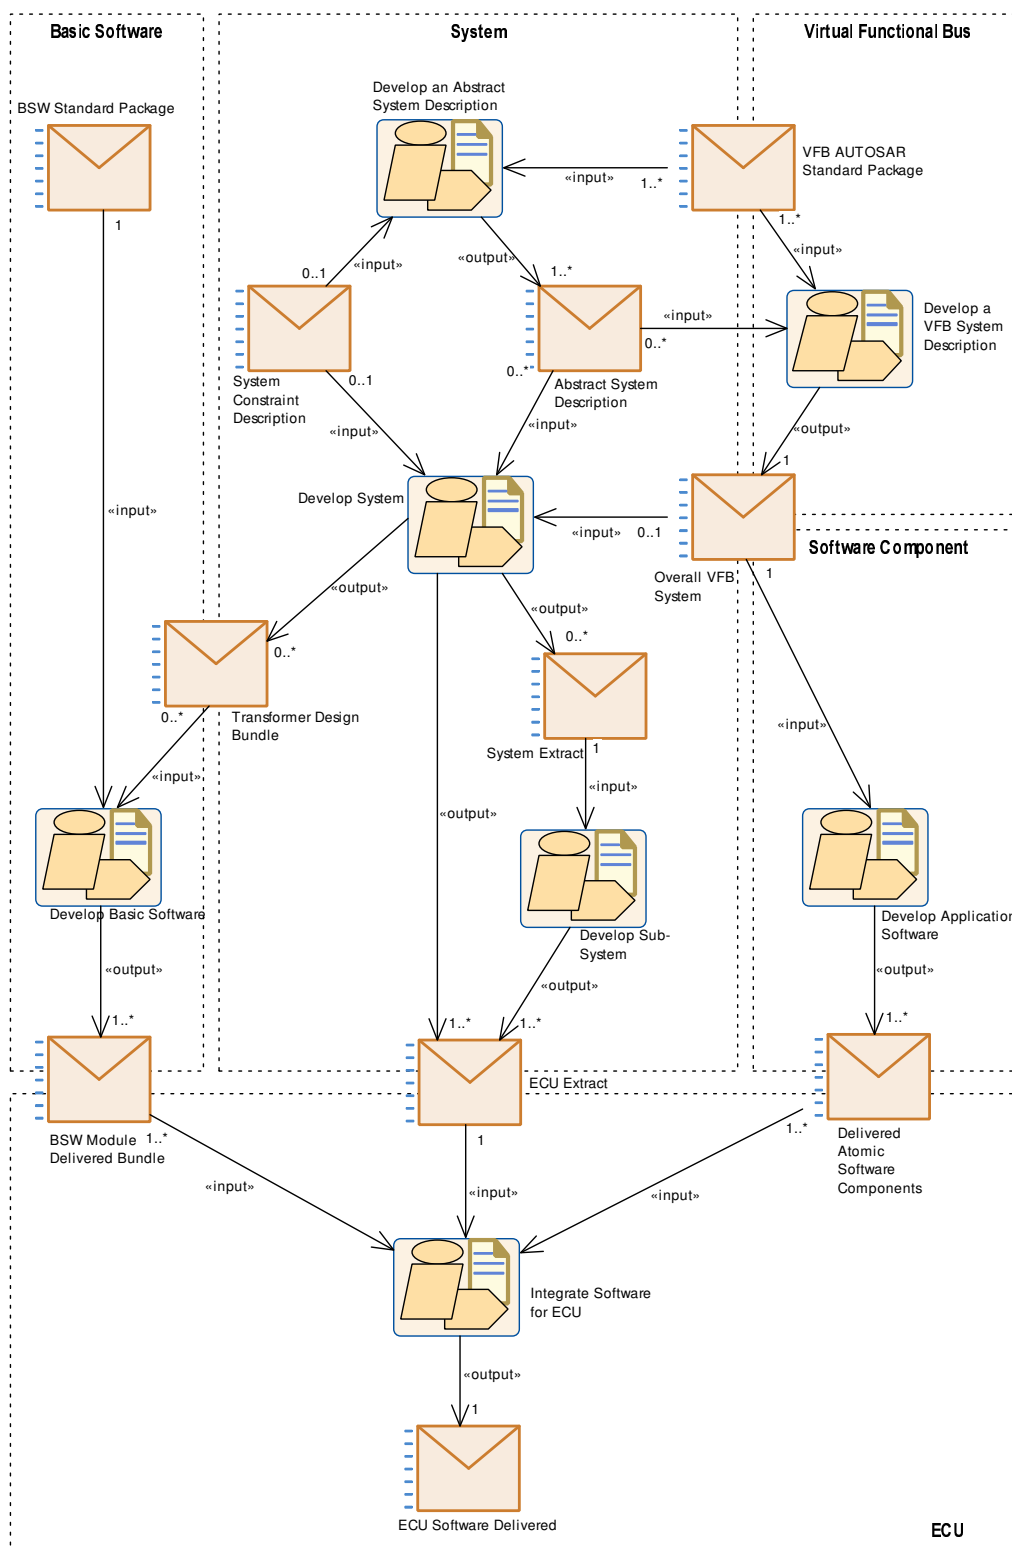 Basic Software
System
Virtual Functional Bus
Develop an Abstract
System Description
BSW Standard Package
VFB AUTOSAR
Standard Package
«input»
1..*
1
1..*
«input»
«output»
0..1
«input»
1..*
Develop a
VFB System
Description
«input»
0..*
0..1
0..*
System
Constraint
Description
Abstract System
Description
«input»
«input»
«output»
1
Develop System
«input»
«input»
0..1
Software Component
Overall VFB
System
1
«output»
«output»
0..*
0..*
0..*
Transformer Design
Bundle
«input»
System Extract
1
«input»
«input»
«output»
Develop Basic Software
Develop Application
Software
Develop Sub-
System
«output»
«output»
«output»
1..*
1..*
1..*
1..*
ECU Extract
BSW Module
Delivered Bundle
1..*
1
1..*
Delivered
Atomic
Software
Components
«input»
«input»
«input»
Integrate Software
for ECU
«output»
1
ECU Software Delivered
ECU